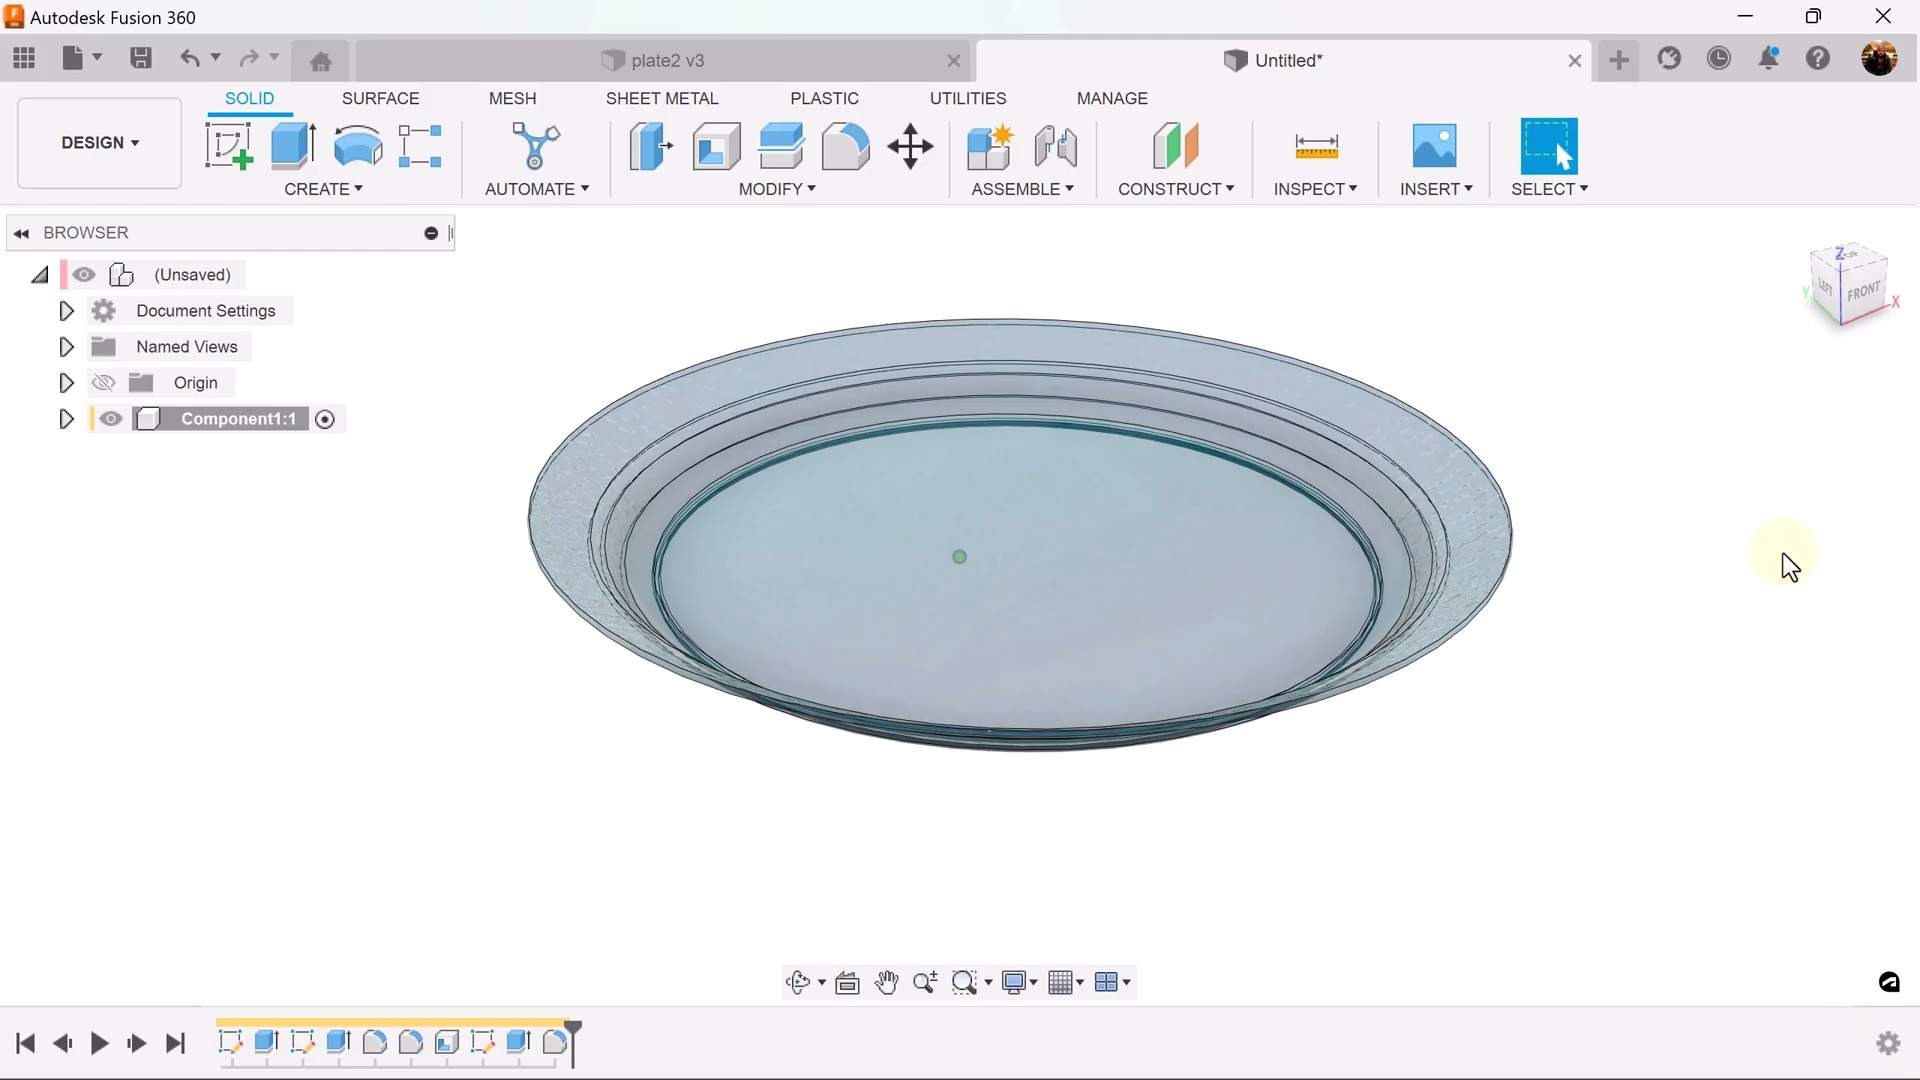 Autodesk Fusion 360
plate2 v3
Untitled*
SOLID
SURFACE
MESH
SHEET METAL
PLASTIC
UTILITIES
MANAGE
DESIGN
CREATE
AUTOMATE
MODIFY
ASSEMBLE
CONSTRUCT
INSPECT
INSERT
SELECT
BROWSER
(Unsaved)
Document Settings
Named Views
Origin
Component1:1
Z
TOP
LEFT
FRONT
Y
X